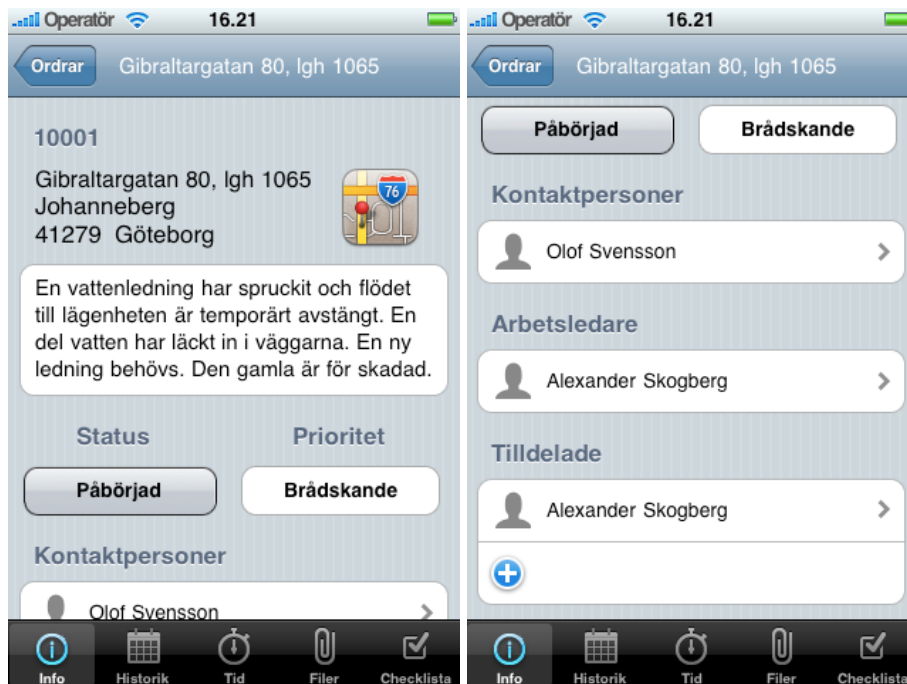 Operatör 16.21
Ordrar Gibraltargatan 80, lgh 1065
10001
Gibraltargatan 80, lgh 1065
Johanneberg
41279 Göteborg
76
En vattenledning har spruckit och flödet
till lägenheten är temporärt avstängt. En
del vatten har läckt in i väggarna. En ny
ledning behövs. Den gamla är för skadad.
Status Prioritet
Påbörjad Brådskande
Kontaktpersoner
Olof Svensson
Info Historik Tid Filer Checklista
Operatör 16.21
Ordrar Gibraltargatan 80, lgh 1065
Påbörjad Brådskande
Kontaktpersoner
Olof Svensson
Arbetsledare
Alexander Skogberg
Tilldelade
Alexander Skogberg
Info Historik Tid Filer Checklista